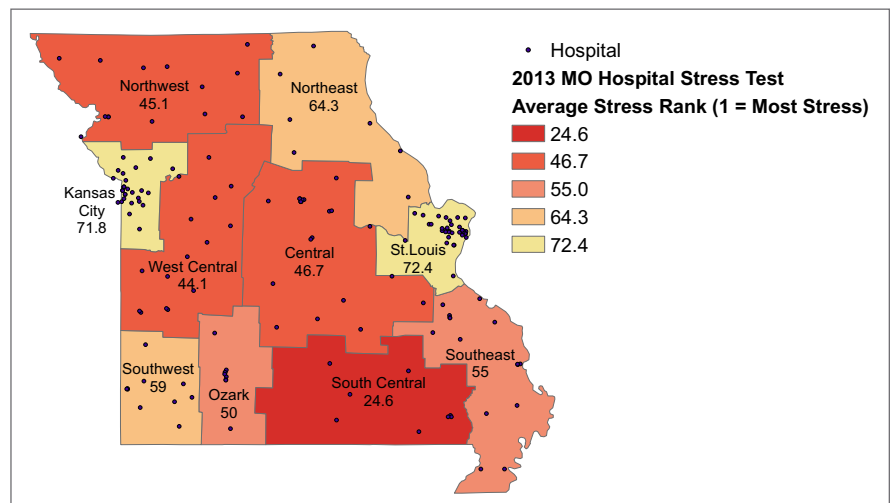 Hospital
2013 MO Hospital Stress Test
Average Stress Rank (1 = Most Stress)
24.6
46.7
55.0
64.3
72.4
Northwest
45.1
Northeast
64.3
Kansas
City
71.8
West Central
44.1
Central
46.7
St.Louis
72.4
Southwest
59
Ozark
50
South Central
24.6
Southeast
55